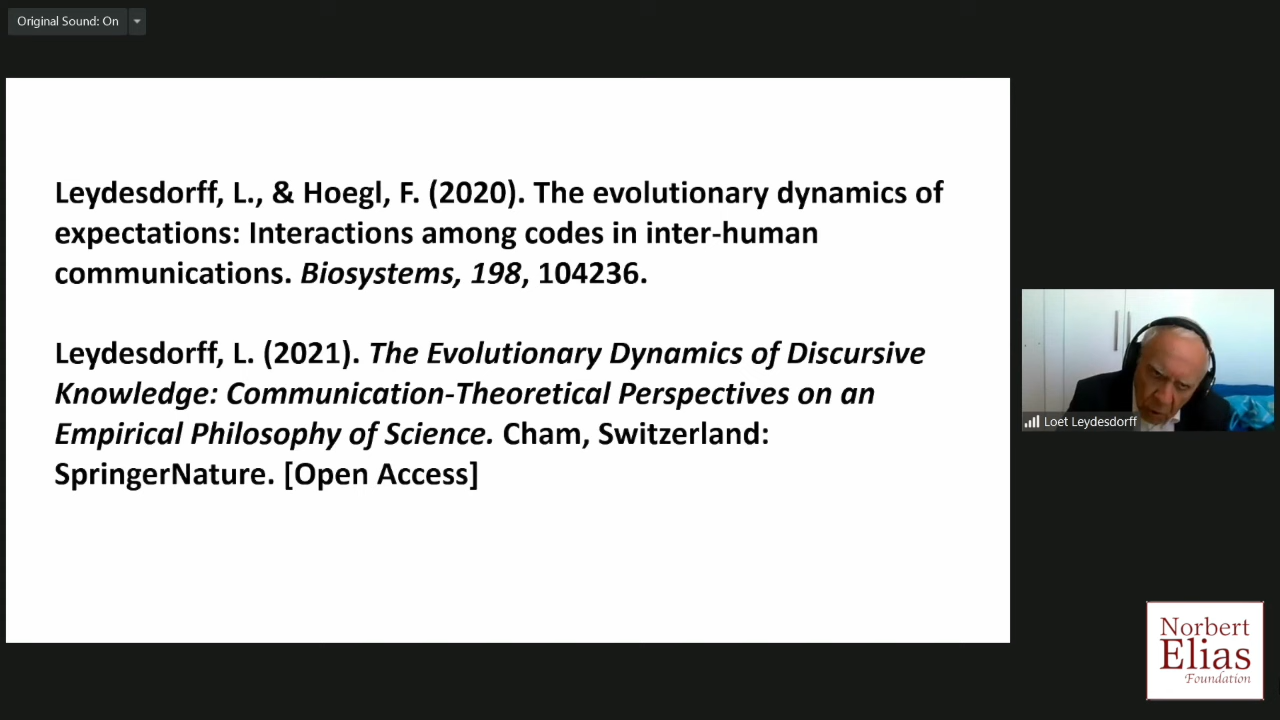 Original Sound: On
Leydesdorff, L., & Hoegl, F. (2020). The evolutionary dynamics of
expectations: Interactions among codes in inter-human
communications. Biosystems, 198, 104236.
Leydesdorff, L. (2021). The Evolutionary Dynamics of Discursive
Knowledge: Communication-Theoretical Perspectives on an
Empirical Philosophy of Science. Cham, Switzerland:
SpringerNature. [Open Access]
Loet Leydesdorff
Norbert
Elias
Foundation